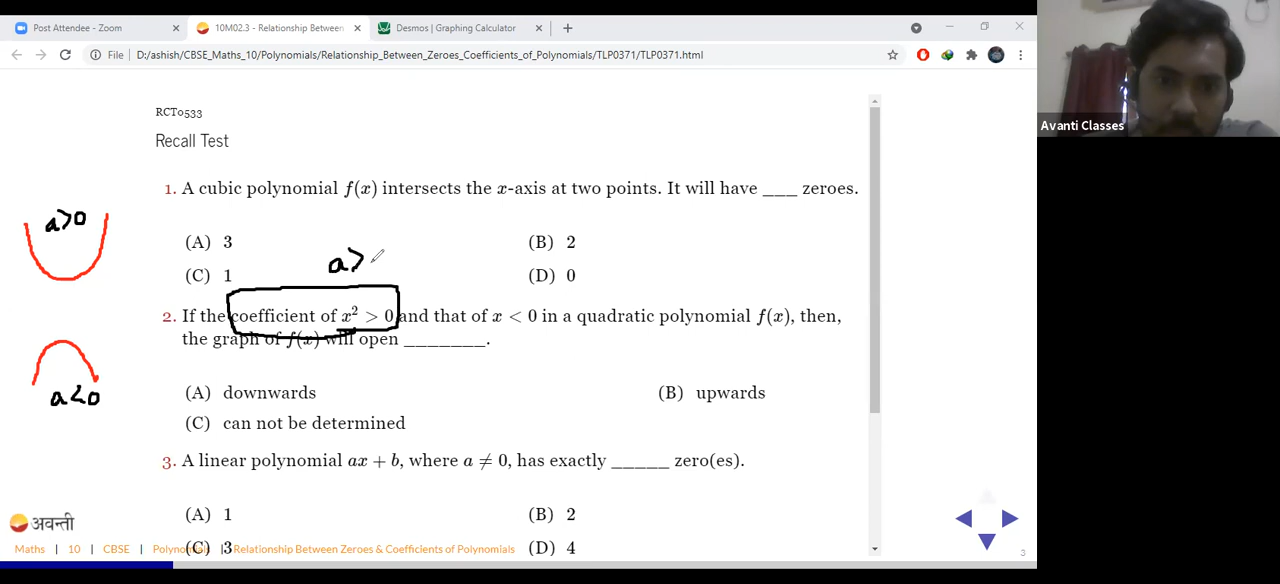 Post Attendee - Zoom
10M02.3 - Relationship Between
Desmos | Graphing Calculator
File D:/ashish/CBSE_Maths_10/Polynomials/Relationship_Between_Zeroes_Coefficients_of_Polynomials/TLP0371/TLP0371.html
Avanti Classes
RCT0533
Recall Test
1. A cubic polynomial f(x) intersects the x-axis at two points. It will have ___ zeroes.
(A) 3 (B) 2
(C) 1 (D) 0
a>0
a>
2. If the coefficient of x² > 0 and that of x < 0 in a quadratic polynomial f(x), then,
the graph of f(x) will open _______.
a<0
(A) downwards (B) upwards
(C) can not be determined
3. A linear polynomial ax + b, where a ≠ 0, has exactly _____ zero(es).
(A) 1 (B) 2
(C) 3 (D) 4
अवन्ती
Maths | 10 | CBSE | Polynomials | Relationship Between Zeroes & Coefficients of Polynomials
3